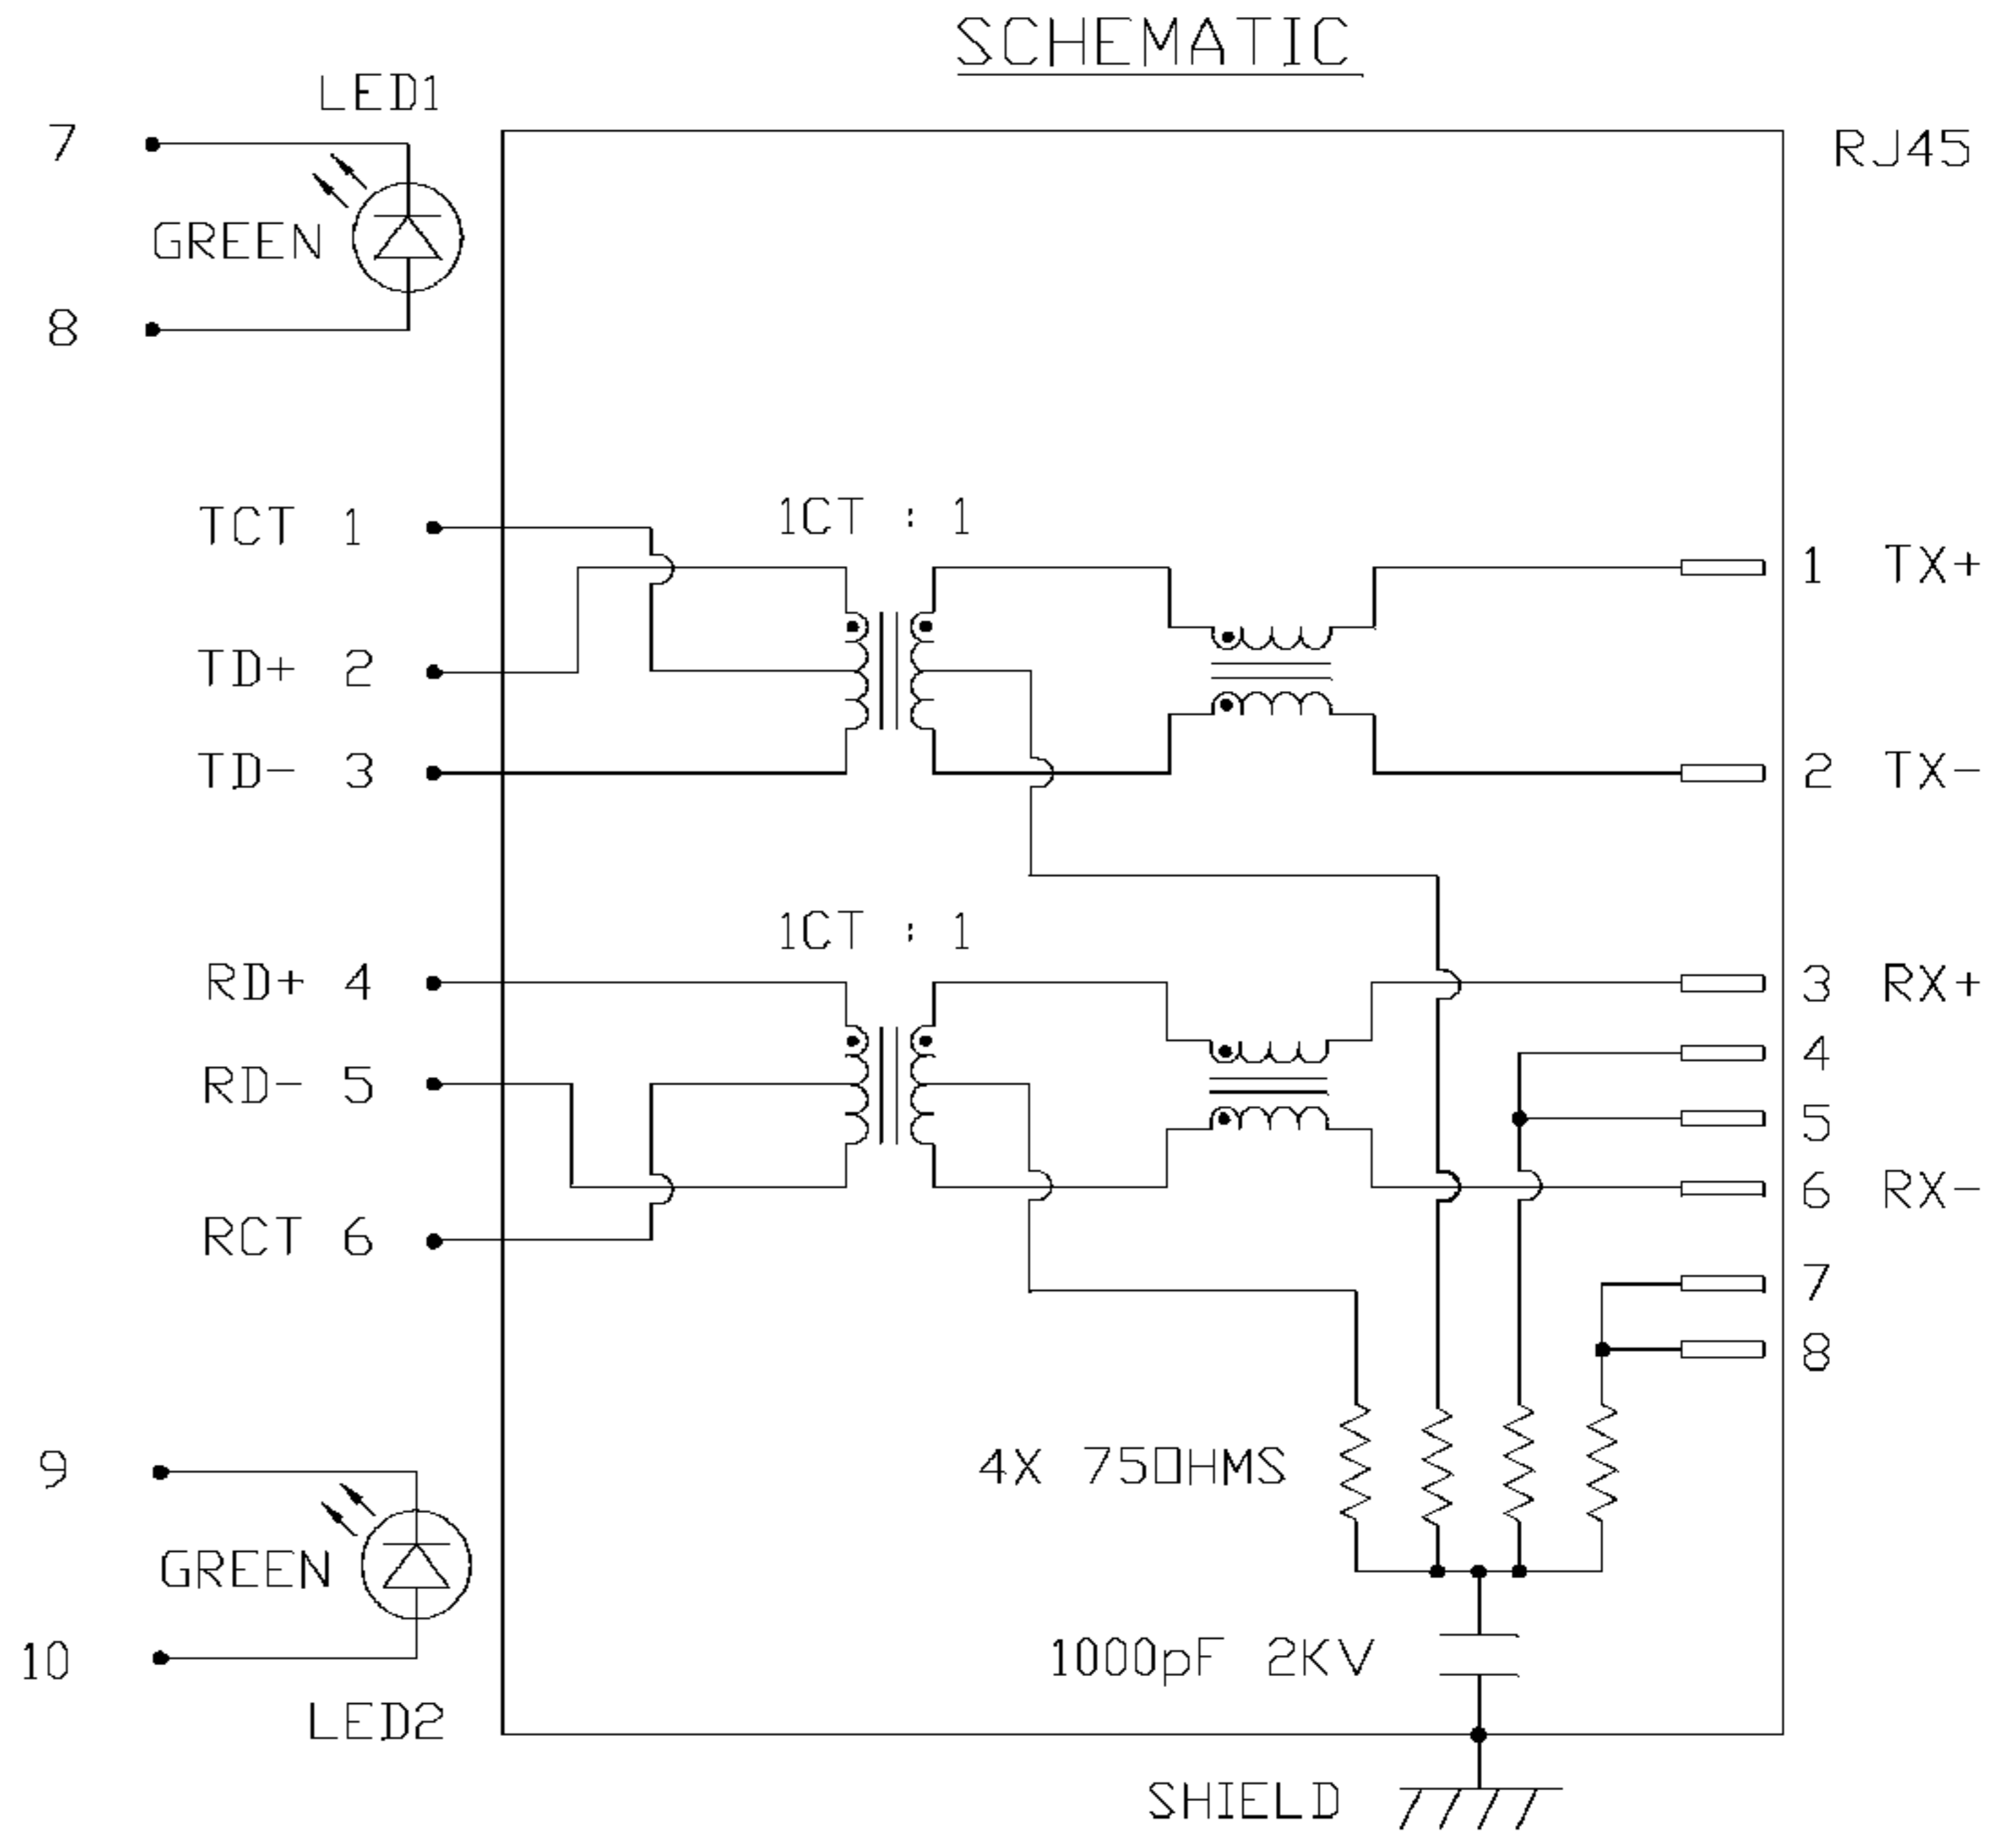 SCHEMATIC
LED1
7
RJ45
GREEN
8
TCT 1
1CT : 1
1 TX+
TD+ 2
TD- 3
2 TX-
1CT : 1
RD+ 4
3 RX+
4
RD- 5
5
6 RX-
RCT 6
7
8
9
4X 75OHMS
GREEN
10
1000pF 2KV
LED2
SHIELD